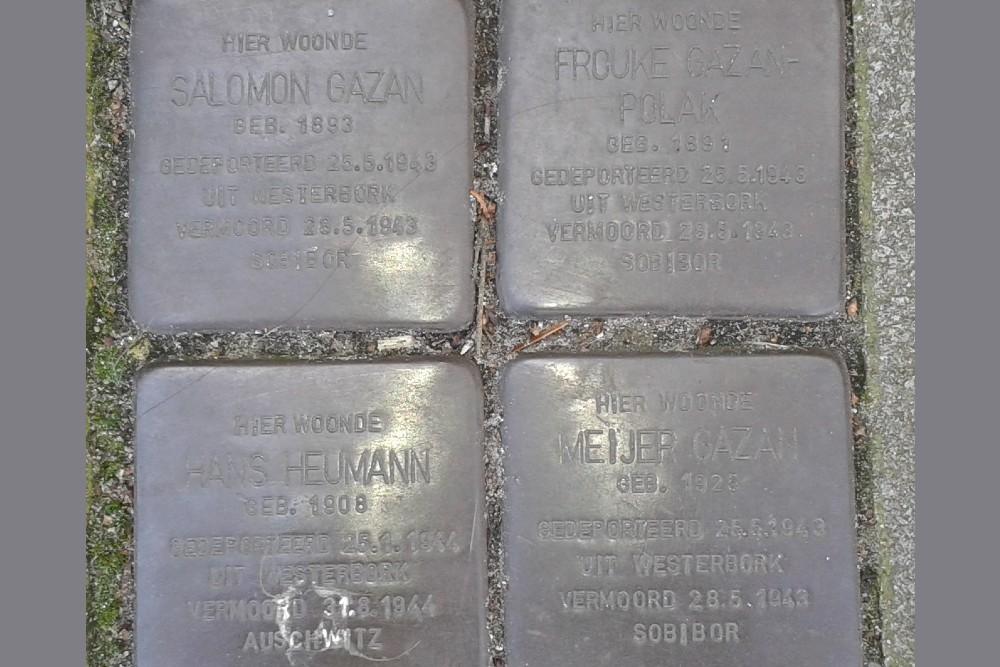 HIER WOONDE
SALOMON GAZAN
GEB. 1893
GEDEPORTEERD 25.5.1943
UIT WESTERBORK
VERMOORD 28.5.1943
SOBIBOR
HIER WOONDE
FROUKE GAZAN-
POLAK
GEG. 1891
GEDEPORTEERD 25.5.1943
UIT WESTERBORK
VERMOORD 28.5.1943
SOBIBOR
HIER WOONDE
HANS HEUMANN
GEB. 1908
GEDEPORTEERD 25.1.1944
UIT WESTERBORK
VERMOORD 31.8.1944
AUSCHWITZ
HIER WOONDE
MEIJER GAZAN
GEB.
GEDEPORTEERD 25.5.1943
UIT WESTERBORK
VERMOORD 28.5.1943
SOBIBOR